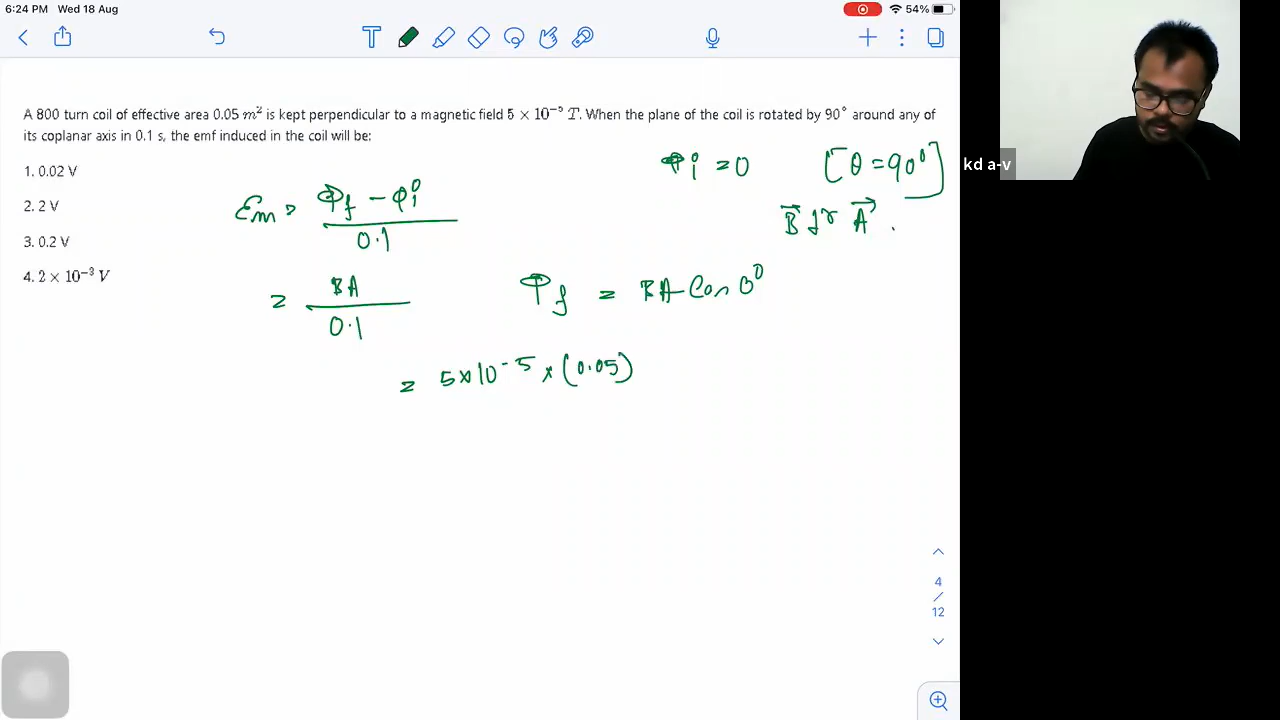 6:24 PM Wed 18 Aug
54%
A 800 turn coil of effective area 0.05 m² is kept perpendicular to a magnetic field 5 × 10⁻⁵ T. When the plane of the coil is rotated by 90° around any of
its coplanar axis in 0.1 s, the emf induced in the coil will be:
1. 0.02 V
2. 2 V
3. 0.2 V
4. 2 × 10⁻³ V
Φi = 0 [θ = 90°]
B⃗ A⃗
Em = Φf − Φi
0.1
= BA
0.1
Φf = BA Cos 0°
= 5×10⁻⁵ × (0.05)
kd a-v
4
/
12